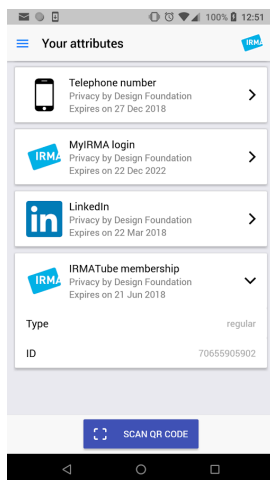 100% 12:51
Your attributes
IRMA
Telephone number
Privacy by Design Foundation
Expires on 27 Dec 2018
IRMA
MyIRMA login
Privacy by Design Foundation
Expires on 22 Dec 2022
in
LinkedIn
Privacy by Design Foundation
Expires on 22 Mar 2018
IRMA
IRMATube membership
Privacy by Design Foundation
Expires on 21 Jun 2018
Type regular
ID 70655905902
SCAN QR CODE